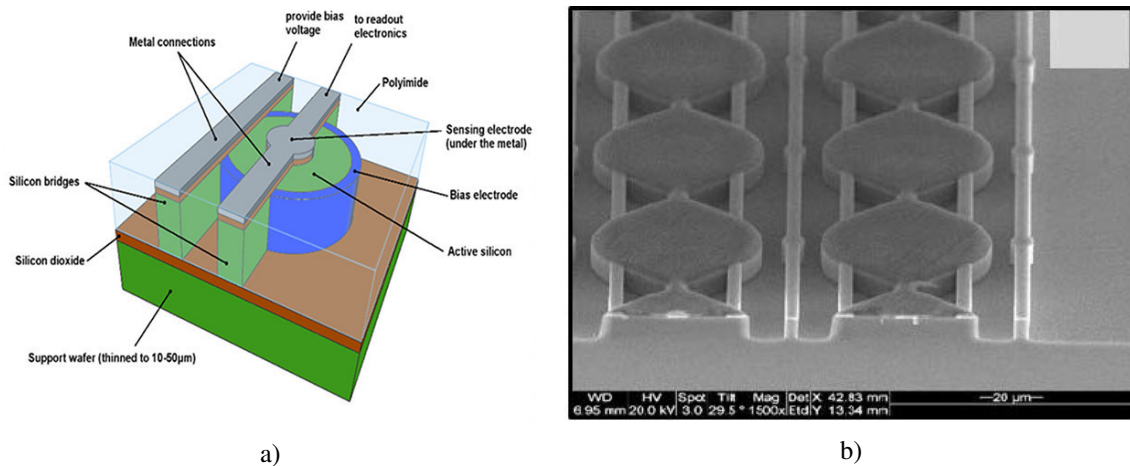 provide bias
voltage
to readout
electronics
Metal connections
Polyimide
Sensing electrode
(under the metal)
Silicon bridges
Bias electrode
Silicon dioxide
Active silicon
Support wafer (thinned to 10-50µm)
WD HV Spot Tilt Mag Det X 42.83 mm 20 µm
6.95 mm 20.0 kV 3.0 29.5 ° 1500x Etd Y 13.34 mm
a) b)